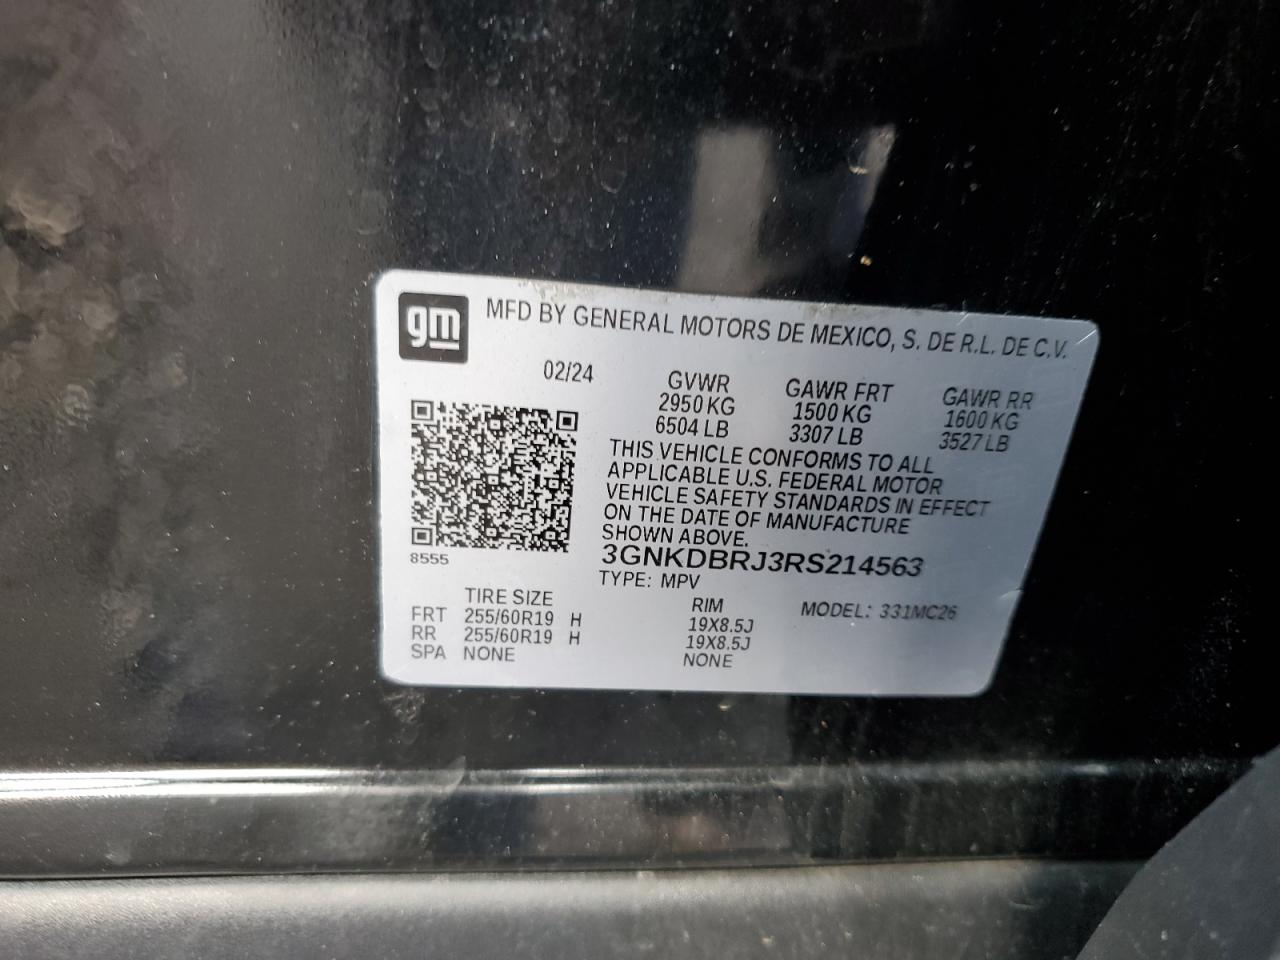 gm
MFD BY GENERAL MOTORS DE MEXICO, S. DE R.L. DE C.V.
02/24 GVWR GAWR FRT GAWR RR
2950 KG 1500 KG 1600 KG
6504 LB 3307 LB 3527 LB
THIS VEHICLE CONFORMS TO ALL
APPLICABLE U.S. FEDERAL MOTOR
VEHICLE SAFETY STANDARDS IN EFFECT
ON THE DATE OF MANUFACTURE
SHOWN ABOVE.
8555 3GNKDBRJ3RS214563
TYPE: MPV
TIRE SIZE RIM MODEL: 331MC26
FRT 255/60R19 H 19X8.5J
RR 255/60R19 H 19X8.5J
SPA NONE NONE